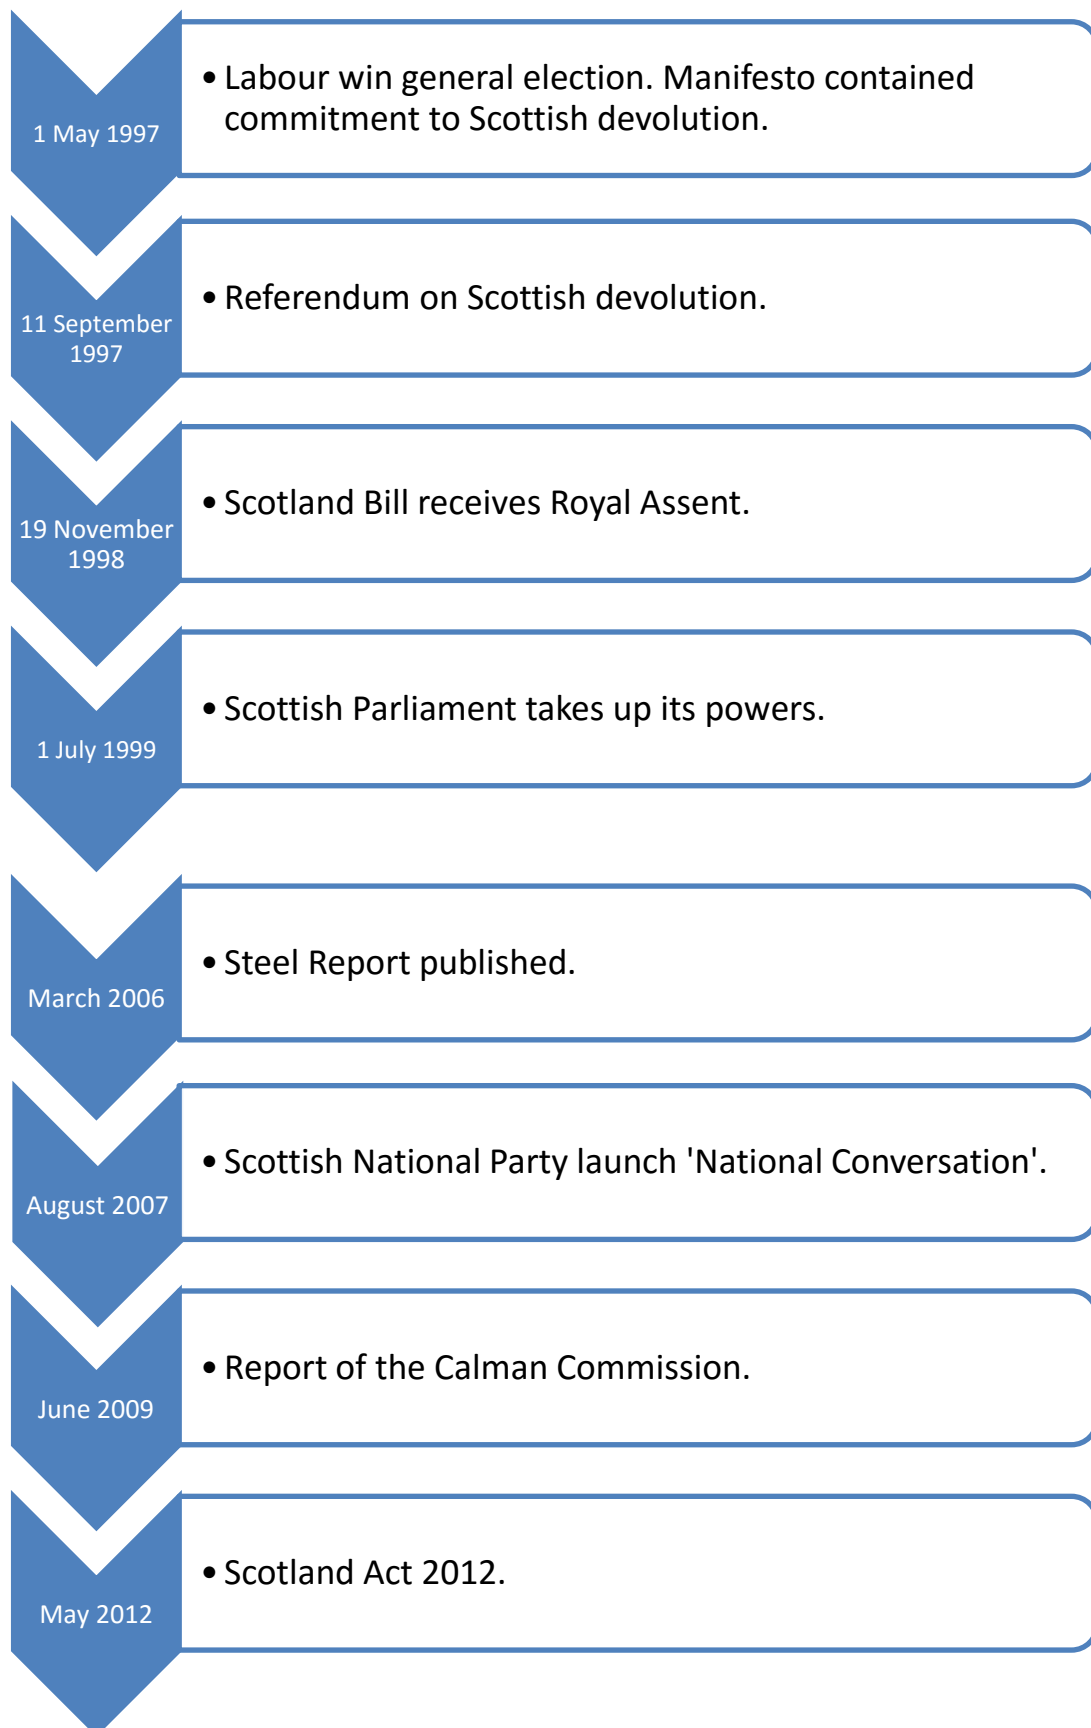 1 May 1997
• Labour win general election. Manifesto contained
commitment to Scottish devolution.
11 September
1997
• Referendum on Scottish devolution.
19 November
1998
• Scotland Bill receives Royal Assent.
1 July 1999
• Scottish Parliament takes up its powers.
March 2006
• Steel Report published.
August 2007
• Scottish National Party launch 'National Conversation'.
June 2009
• Report of the Calman Commission.
May 2012
• Scotland Act 2012.